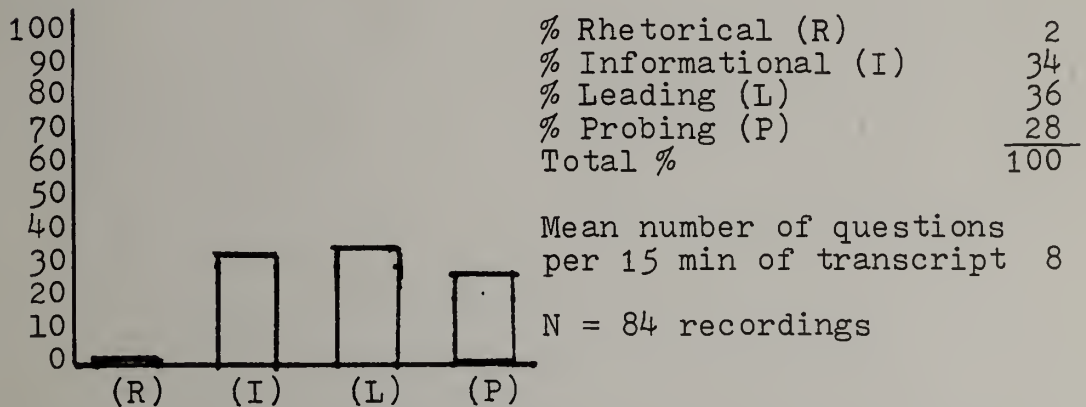 100
90
80
70
60
50
40
30
20
10
0
(R) (I) (L) (P)
% Rhetorical (R) 2
% Informational (I) 34
% Leading (L) 36
% Probing (P) 28
Total % 100
Mean number of questions
per 15 min of transcript 8
N = 84 recordings